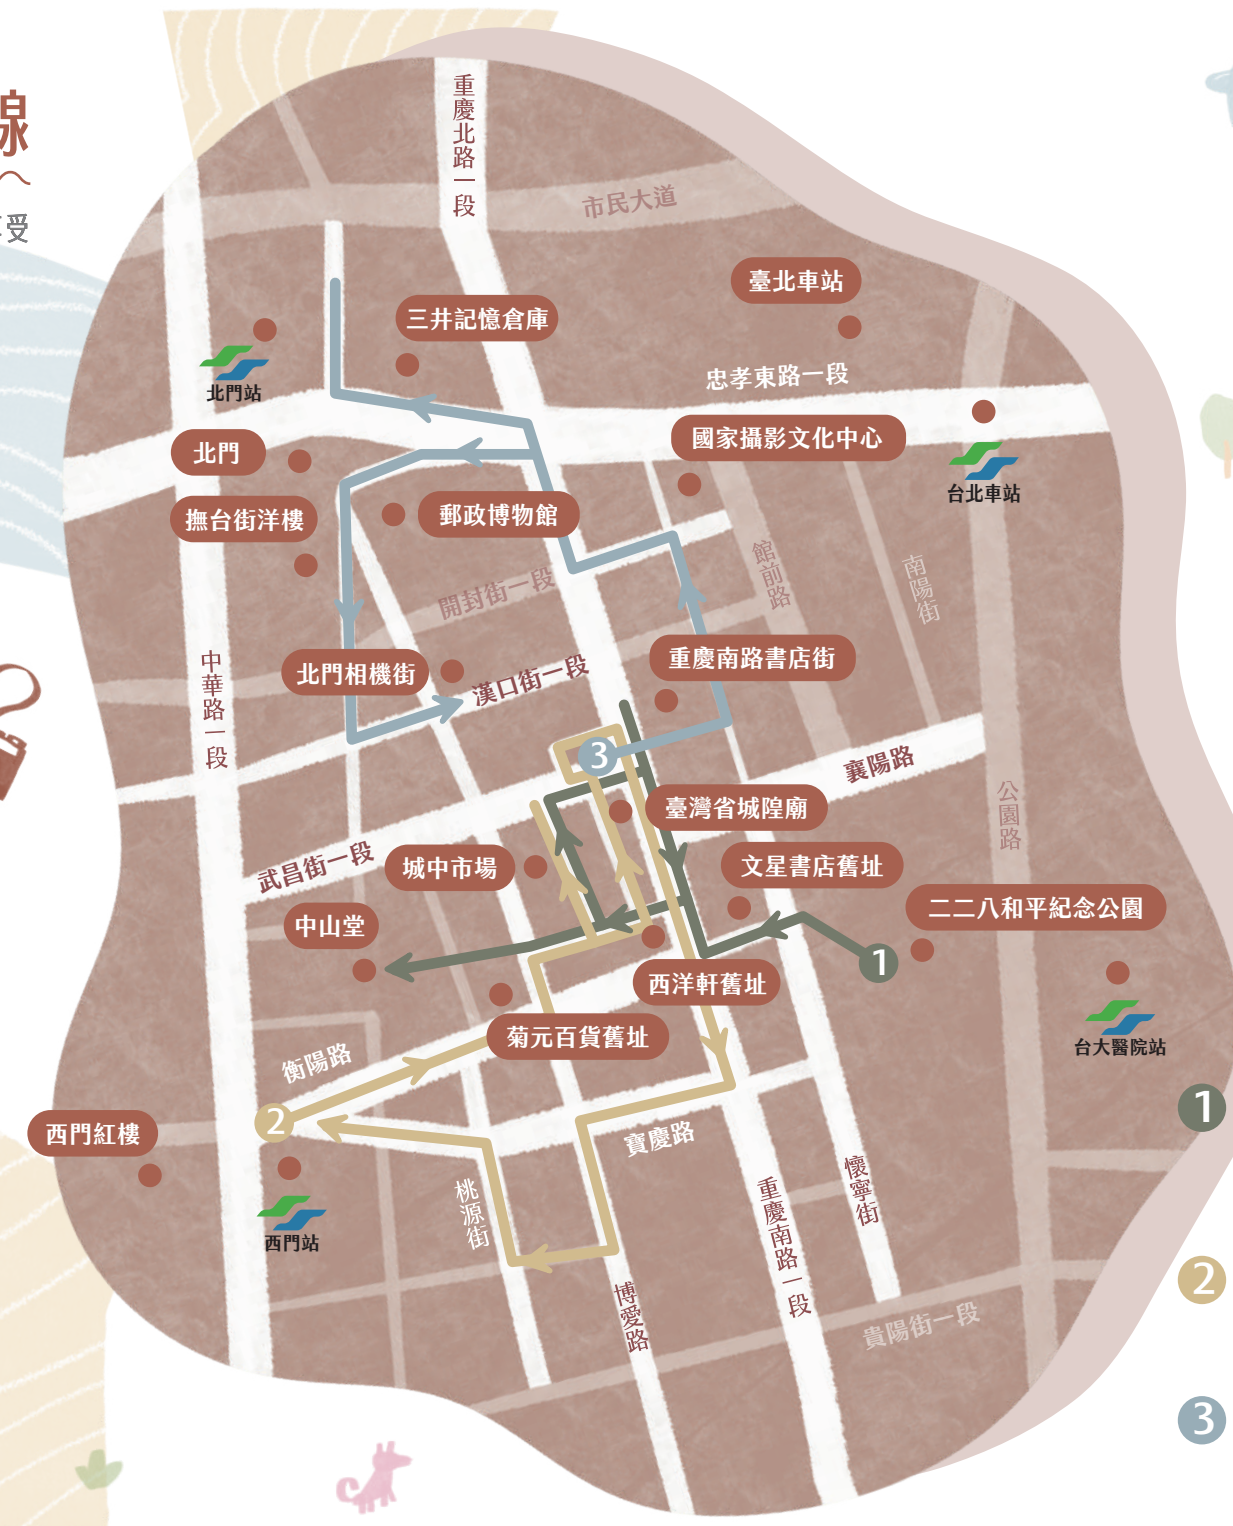 線
受
重慶北路一段
市民大道
臺北車站
三井記憶倉庫
北門站
忠孝東路一段
國家攝影文化中心
北門
台北車站
撫台街洋樓
郵政博物館
館前路
南陽街
開封街一段
中華路一段
北門相機街
漢口街一段
重慶南路書店街
3
襄陽路
公園路
臺灣省城隍廟
武昌街一段
城中市場
文星書店舊址
中山堂
二二八和平紀念公園
1
西洋軒舊址
菊元百貨舊址
台大醫院站
衡陽路
2
西門紅樓
寶慶路
1
桃源街
懷寧街
重慶南路一段
西門站
博愛路
2
貴陽街一段
3